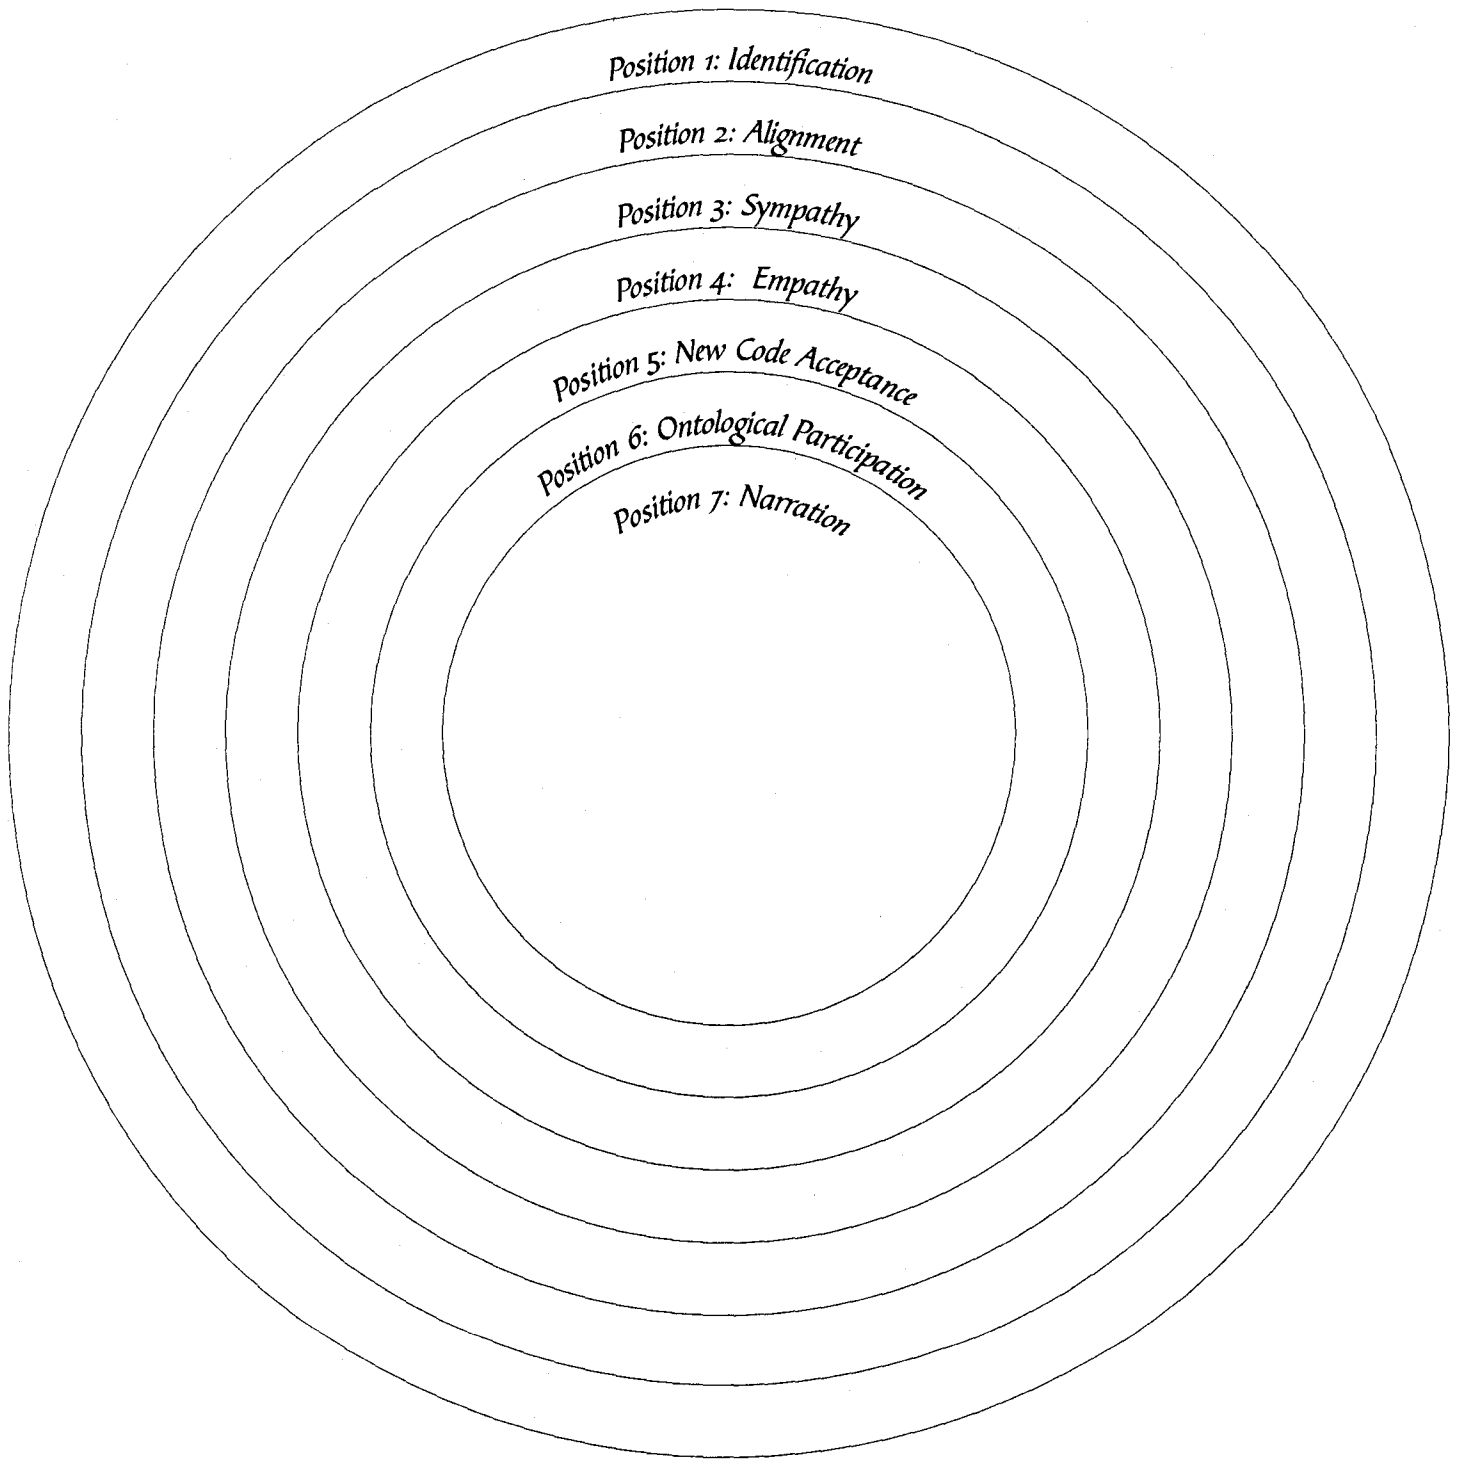 Position 1: Identification
Position 2: Alignment
Position 3: Sympathy
Position 4: Empathy
Position 5: New Code Acceptance
Position 6: Ontological Participation
Position 7: Narration